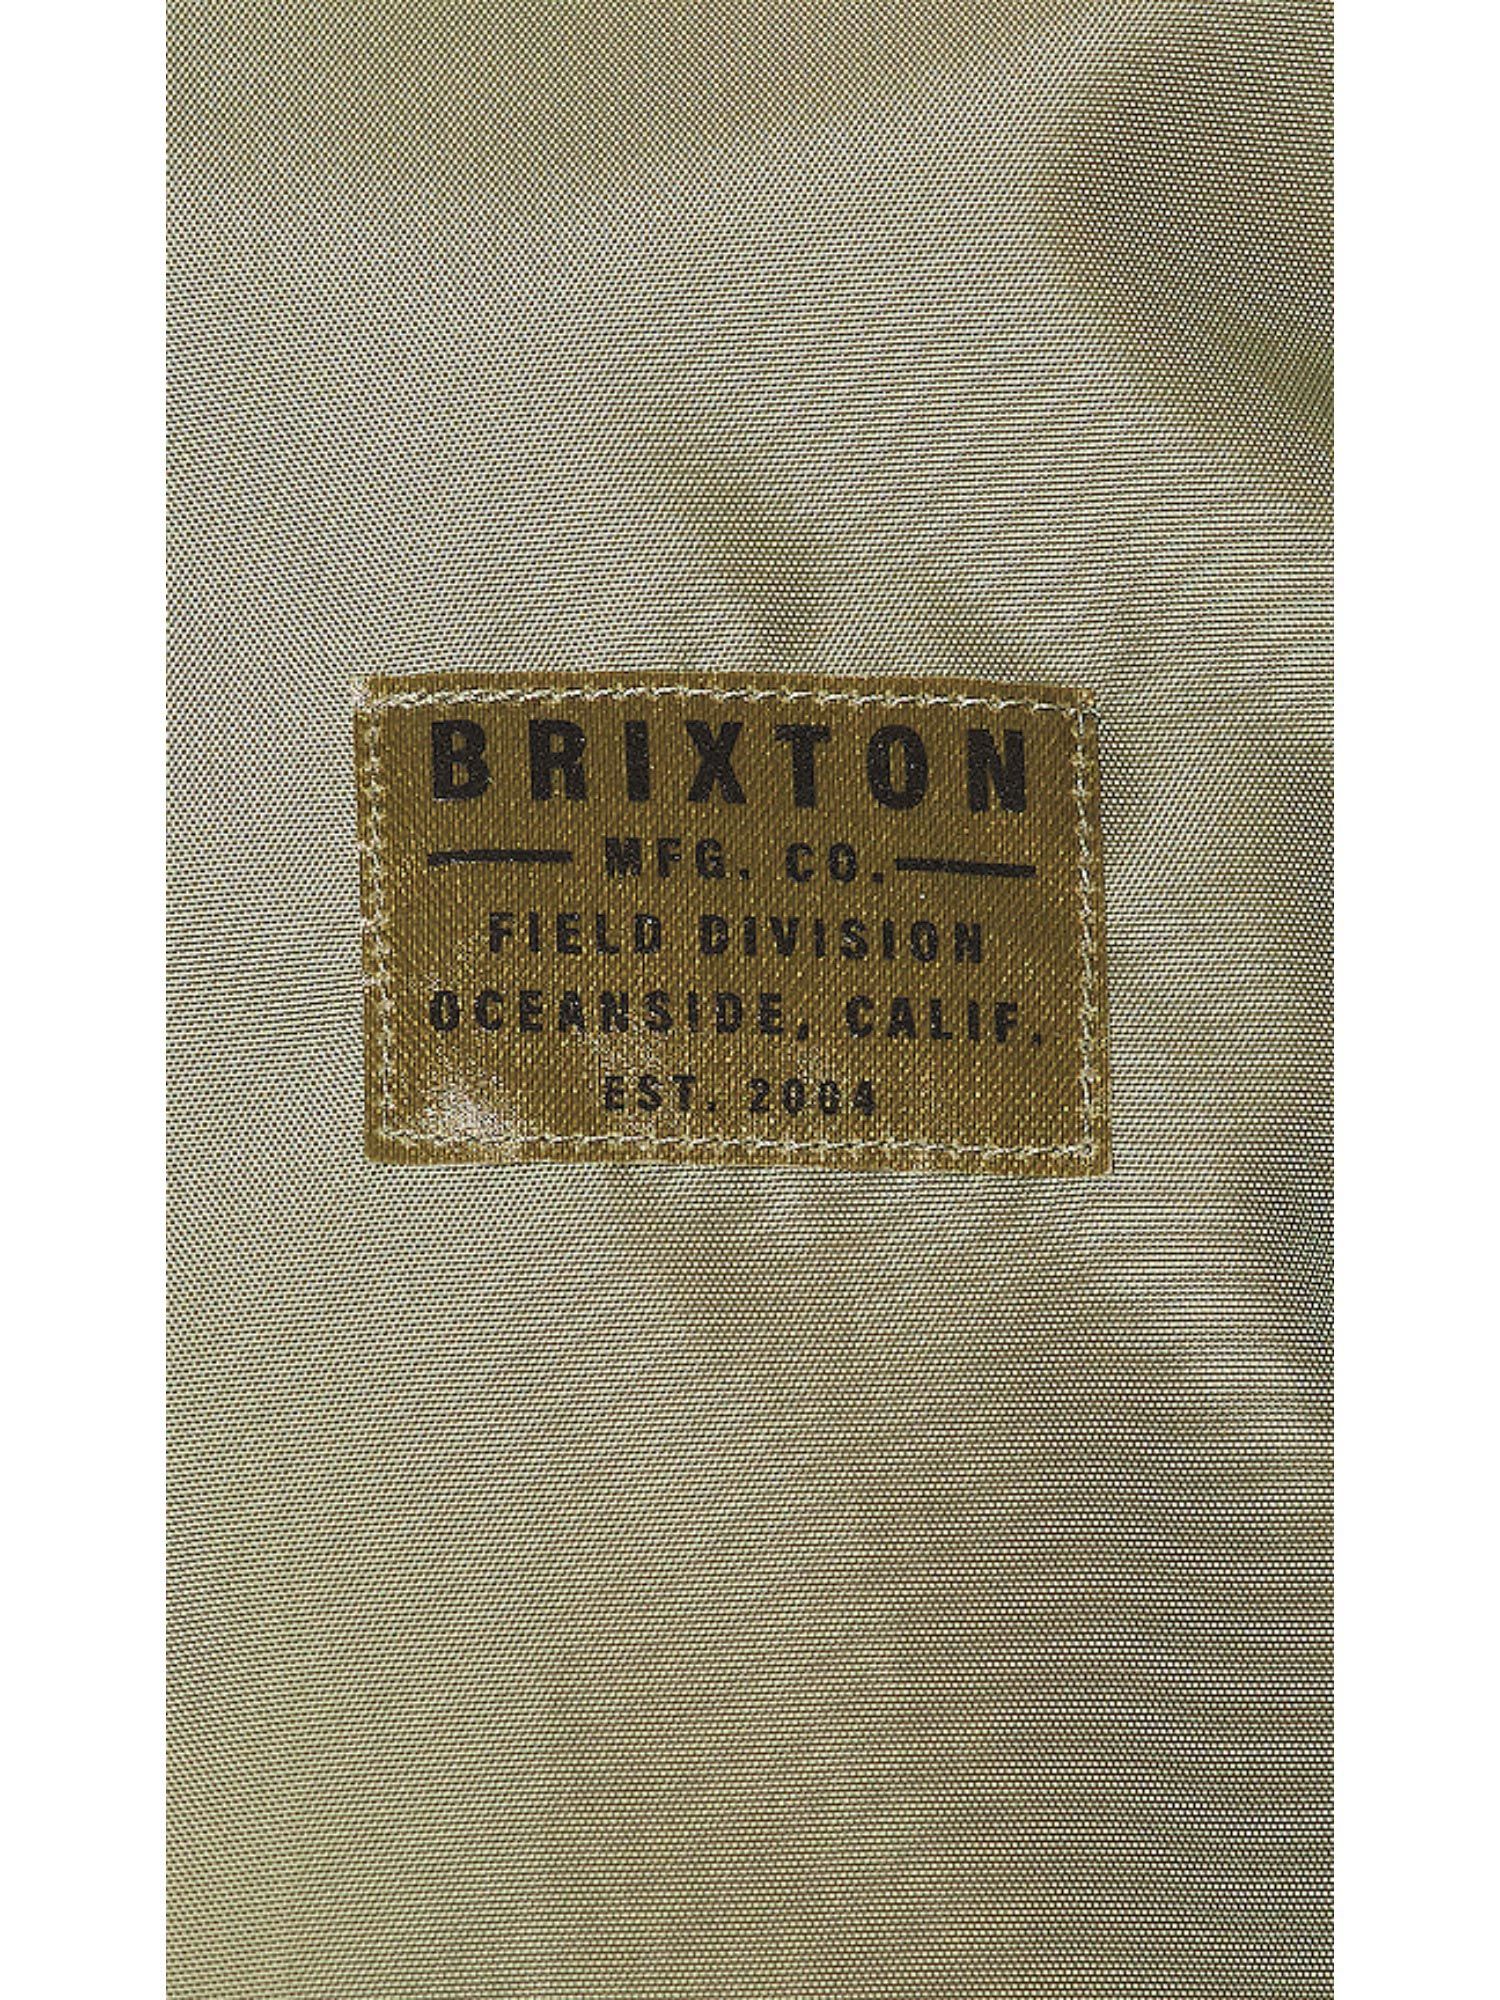 BRIXTON
MFG. CO.
FIELD DIVISION
OCEANSIDE, CALIF.
EST. 2004